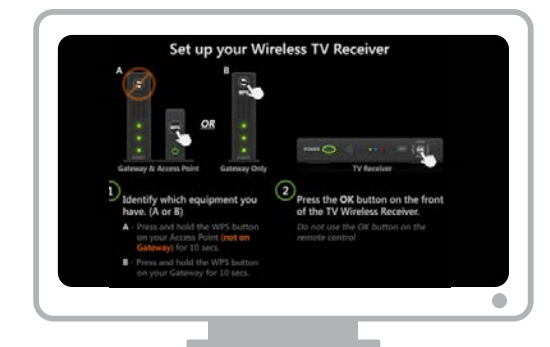 Set up your Wireless TV Receiver
A
B
WPS
WPS
OR
POWER
Gateway & Access Point
Gateway Only
TV Receiver
1
Identify which equipment you
have. (A or B)
A - Press and hold the WPS button
on your Access Point (not on
Gateway) for 10 secs.
B - Press and hold the WPS button
on your Gateway for 10 secs.
2
Press the OK button on the front
of the TV Wireless Receiver.
Do not use the OK button on the
remote control